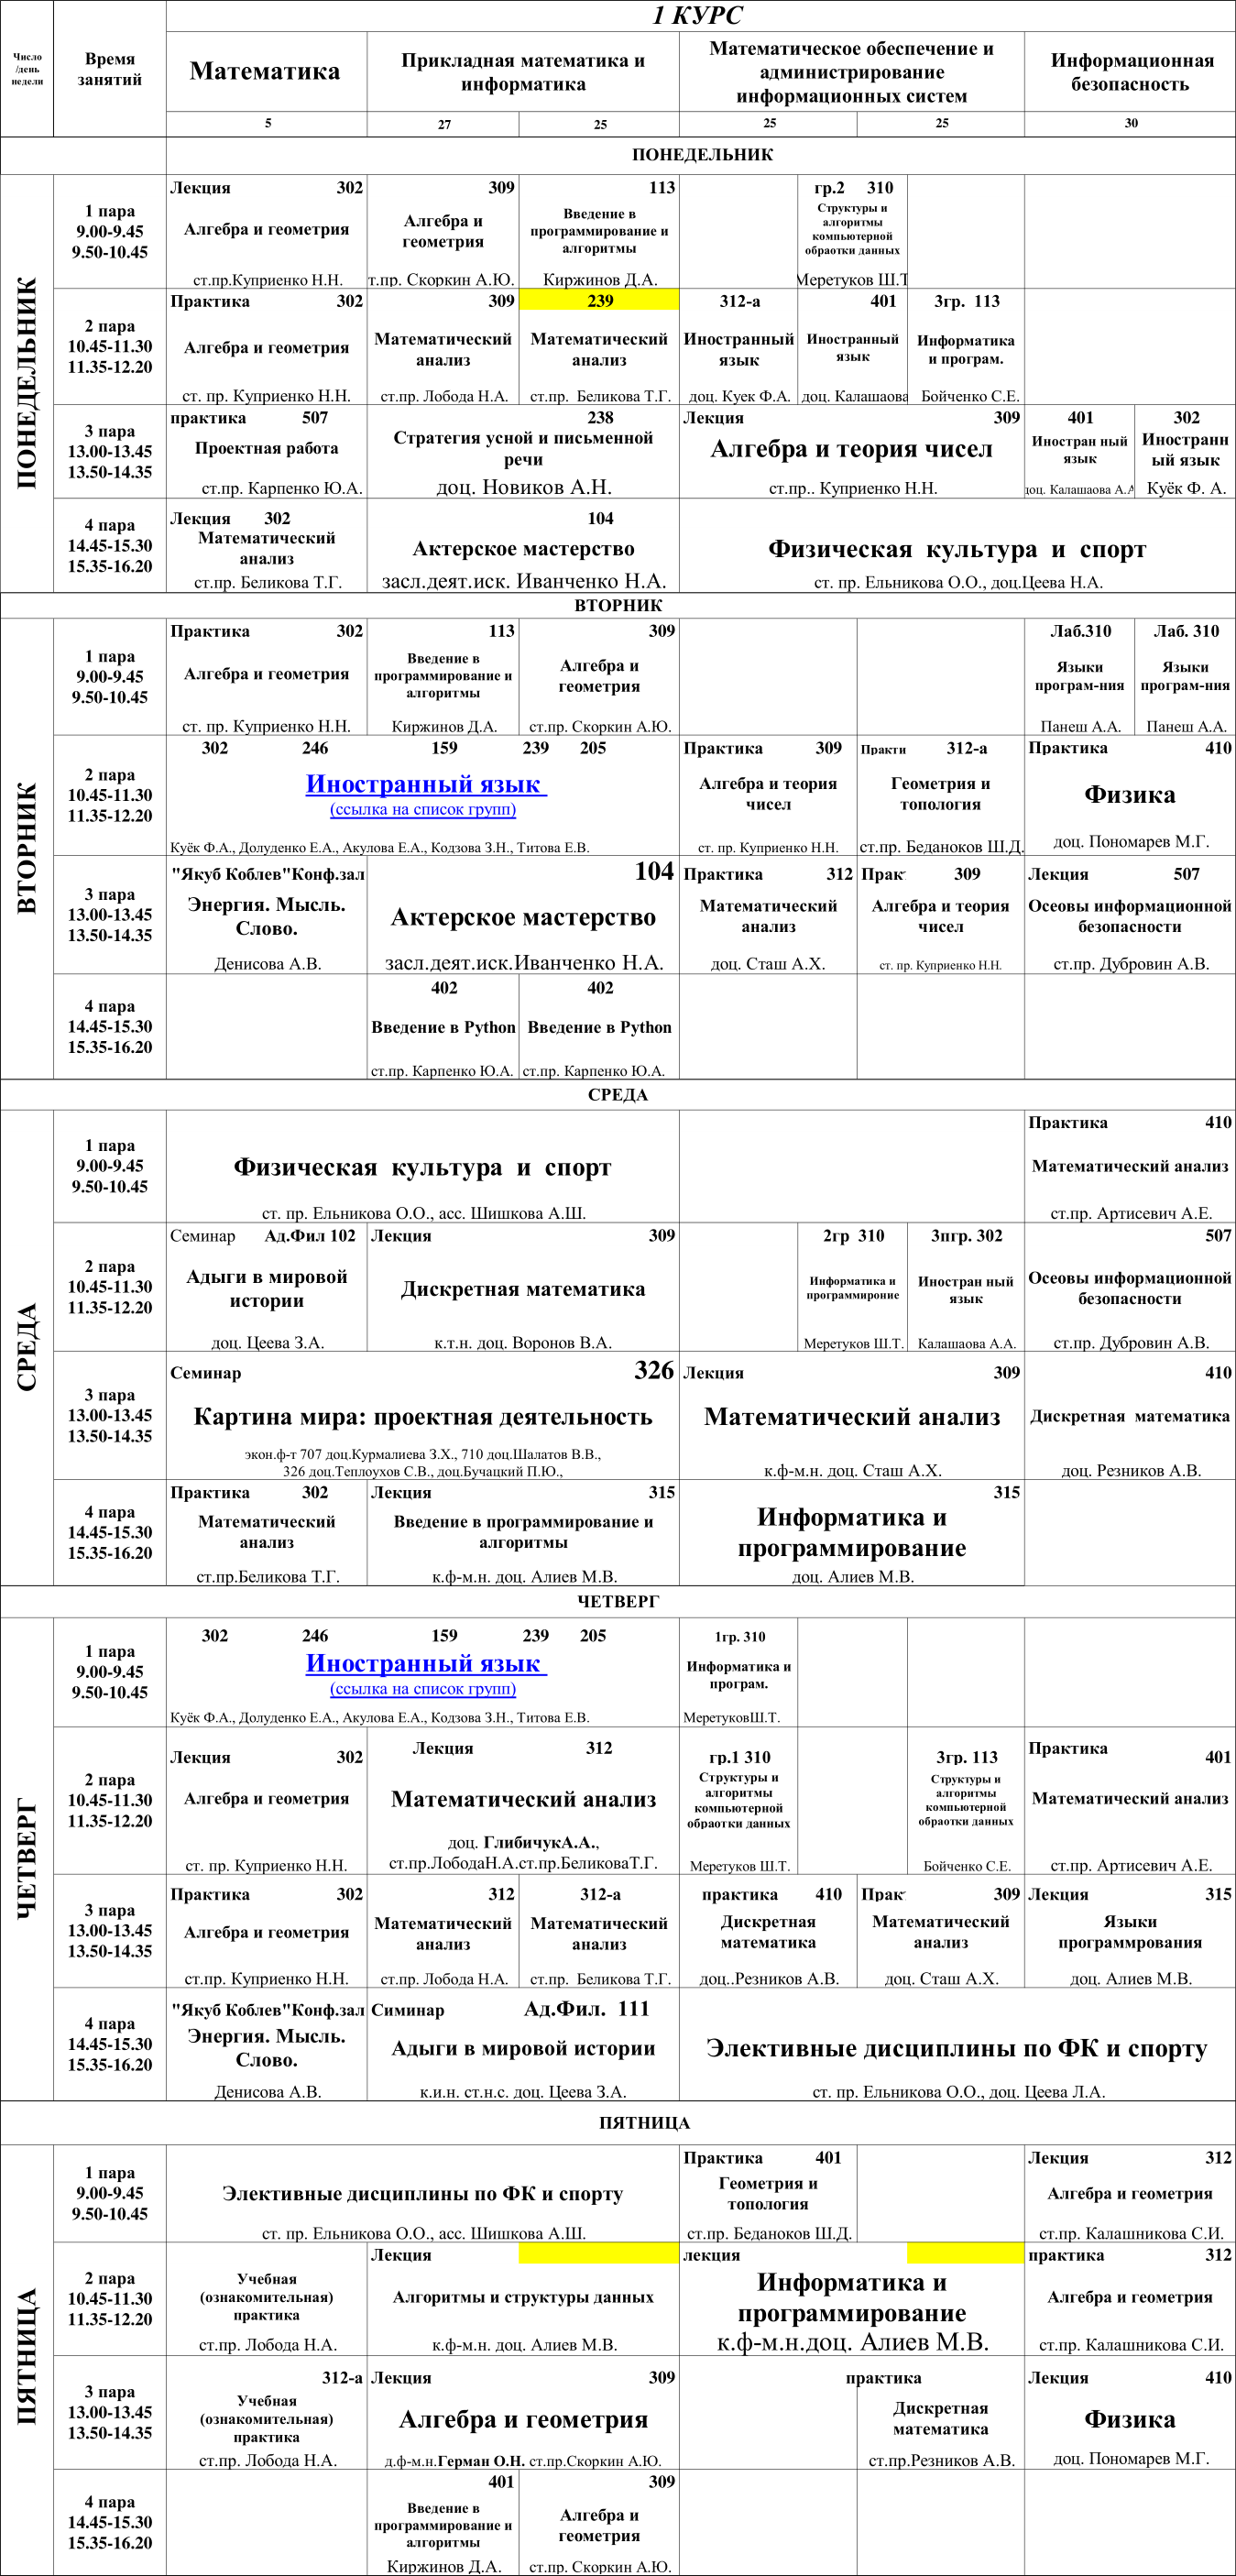 1 КУРС
Число
/день
недели
Время
занятий
Математика
Прикладная математика и
информатика
Математическое обеспечение и
администрирование
информационных систем
Информационная
безопасность
5 27 25 25 25 30
ПОНЕДЕЛЬНИК
ПОНЕДЕЛЬНИК
1 пара
9.00-9.45
9.50-10.45
Лекция 302
Алгебра и геометрия
ст.пр.Куприенко Н.Н.
309
Алгебра и
геометрия
т.пр. Скоркин А.Ю.
113
Введение в
программирование и
алгоритмы
Киржинов Д.А.
гр.2 310
Структуры и
алгоритмы
компьютерной
обраотки данных
Меретуков Ш.Т
2 пара
10.45-11.30
11.35-12.20
Практика 302
Алгебра и геометрия
ст. пр. Куприенко Н.Н.
309
Математический
анализ
ст.пр. Лобода Н.А.
239
Математический
анализ
ст.пр. Беликова Т.Г.
312-а
Иностранный
язык
доц. Куек Ф.А.
401
Иностранный
язык
доц. Калашаова
3гр. 113
Информатика
и програм.
Бойченко С.Е.
3 пара
13.00-13.45
13.50-14.35
практика 507
Проектная работа
ст.пр. Карпенко Ю.А.
238
Стратегия усной и письменной
речи
доц. Новиков А.Н.
Лекция 309
Алгебра и теория чисел
ст.пр.. Куприенко Н.Н.
401
Иностран ный
язык
доц. Калашаова А.А
302
Иностранн
ый язык
Куёк Ф. А.
4 пара
14.45-15.30
15.35-16.20
Лекция 302
Математический
анализ
ст.пр. Беликова Т.Г.
104
Актерское мастерство
засл.деят.иск. Иванченко Н.А.
Физическая культура и спорт
ст. пр. Ельникова О.О., доц.Цеева Н.А.
ВТОРНИК
ВТОРНИК
1 пара
9.00-9.45
9.50-10.45
Практика 302
Алгебра и геометрия
ст. пр. Куприенко Н.Н.
113
Введение в
программирование и
алгоритмы
Киржинов Д.А.
309
Алгебра и
геометрия
ст.пр. Скоркин А.Ю.
Лаб.310
Языки
програм-ния
Панеш А.А.
Лаб. 310
Языки
програм-ния
Панеш А.А.
2 пара
10.45-11.30
11.35-12.20
302 246 159 239 205
Иностранный язык
(ссылка на список групп)
Куёк Ф.А., Долуденко Е.А., Акулова Е.А., Кодзова З.Н., Титова Е.В.
Практика 309
Алгебра и теория
чисел
ст. пр. Куприенко Н.Н.
Практи 312-а
Геометрия и
топология
ст.пр. Беданоков Ш.Д.
Практика 410
Физика
доц. Пономарев М.Г.
3 пара
13.00-13.45
13.50-14.35
"Якуб Коблев"Конф.зал
Энергия. Мысль.
Слово.
Денисова А.В.
104
Актерское мастерство
засл.деят.иск.Иванченко Н.А.
Практика 312
Математический
анализ
доц. Сташ А.Х.
Прак 309
Алгебра и теория
чисел
ст. пр. Куприенко Н.Н.
Лекция 507
Осеовы информационной
безопасности
ст.пр. Дубровин А.В.
4 пара
14.45-15.30
15.35-16.20
402
Введение в Python
ст.пр. Карпенко Ю.А.
402
Введение в Python
ст.пр. Карпенко Ю.А.
СРЕДА
СРЕДА
1 пара
9.00-9.45
9.50-10.45
Физическая культура и спорт
ст. пр. Ельникова О.О., асс. Шишкова А.Ш.
Практика 410
Математический анализ
ст.пр. Артисевич А.Е.
2 пара
10.45-11.30
11.35-12.20
Семинар Ад.Фил 102
Адыги в мировой
истории
доц. Цеева З.А.
Лекция 309
Дискретная математика
к.т.н. доц. Воронов В.А.
2гр 310
Информатика и
программироние
Меретуков Ш.Т.
3пгр. 302
Иностран ный
язык
Калашаова А.А.
507
Осеовы информационной
безопасности
ст.пр. Дубровин А.В.
3 пара
13.00-13.45
13.50-14.35
Семинар 326
Картина мира: проектная деятельность
экон.ф-т 707 доц.Курмалиева З.Х., 710 доц.Шалатов В.В.,
326 доц.Теплоухов С.В., доц.Бучацкий П.Ю.,
Лекция 309
Математический анализ
к.ф-м.н. доц. Сташ А.Х.
410
Дискретная математика
доц. Резников А.В.
4 пара
14.45-15.30
15.35-16.20
Практика 302
Математический
анализ
ст.пр.Беликова Т.Г.
Лекция 315
Введение в программирование и
алгоритмы
к.ф-м.н. доц. Алиев М.В.
315
Информатика и
программирование
доц. Алиев М.В.
ЧЕТВЕРГ
ЧЕТВЕРГ
1 пара
9.00-9.45
9.50-10.45
302 246 159 239 205
Иностранный язык
(ссылка на список групп)
Куёк Ф.А., Долуденко Е.А., Акулова Е.А., Кодзова З.Н., Титова Е.В.
1гр. 310
Информатика и
програм.
МеретуковШ.Т.
2 пара
10.45-11.30
11.35-12.20
Лекция 302
Алгебра и геометрия
ст. пр. Куприенко Н.Н.
Лекция 312
Математический анализ
доц. ГлибичукА.А.,
ст.пр.ЛободаН.А.ст.пр.БеликоваТ.Г.
гр.1 310
Структуры и
алгоритмы
компьютерной
обраотки данных
Меретуков Ш.Т.
3гр. 113
Структуры и
алгоритмы
компьютерной
обраотки данных
Бойченко С.Е.
Практика 401
Математический анализ
ст.пр. Артисевич А.Е.
3 пара
13.00-13.45
13.50-14.35
Практика 302
Алгебра и геометрия
ст.пр. Куприенко Н.Н.
312
Математический
анализ
ст.пр. Лобода Н.А.
312-а
Математический
анализ
ст.пр. Беликова Т.Г.
практика 410
Дискретная
математика
доц..Резников А.В.
Прак 309
Математический
анализ
доц. Сташ А.Х.
Лекция 315
Языки
программрования
доц. Алиев М.В.
4 пара
14.45-15.30
15.35-16.20
"Якуб Коблев"Конф.зал
Энергия. Мысль.
Слово.
Денисова А.В.
Симинар Ад.Фил. 111
Адыги в мировой истории
к.и.н. ст.н.с. доц. Цеева З.А.
Элективные дисциплины по ФК и спорту
ст. пр. Ельникова О.О., доц. Цеева Л.А.
ПЯТНИЦА
ПЯТНИЦА
1 пара
9.00-9.45
9.50-10.45
Элективные дисциплины по ФК и спорту
ст. пр. Ельникова О.О., асс. Шишкова А.Ш.
Практика 401
Геометрия и
топология
ст.пр. Беданоков Ш.Д.
Лекция 312
Алгебра и геометрия
ст.пр. Калашникова С.И.
2 пара
10.45-11.30
11.35-12.20
Учебная
(ознакомительная)
практика
ст.пр. Лобода Н.А.
Лекция
Алгоритмы и структуры данных
к.ф-м.н. доц. Алиев М.В.
лекция
Информатика и
программирование
к.ф-м.н.доц. Алиев М.В.
практика 312
Алгебра и геометрия
ст.пр. Калашникова С.И.
3 пара
13.00-13.45
13.50-14.35
312-а
Учебная
(ознакомительная)
практика
ст.пр. Лобода Н.А.
Лекция 309
Алгебра и геометрия
д.ф-м.н.Герман О.Н. ст.пр.Скоркин А.Ю.
практика
Дискретная
математика
ст.пр.Резников А.В.
Лекция 410
Физика
доц. Пономарев М.Г.
4 пара
14.45-15.30
15.35-16.20
401
Введение в
программирование и
алгоритмы
Киржинов Д.А.
309
Алгебра и
геометрия
ст.пр. Скоркин А.Ю.